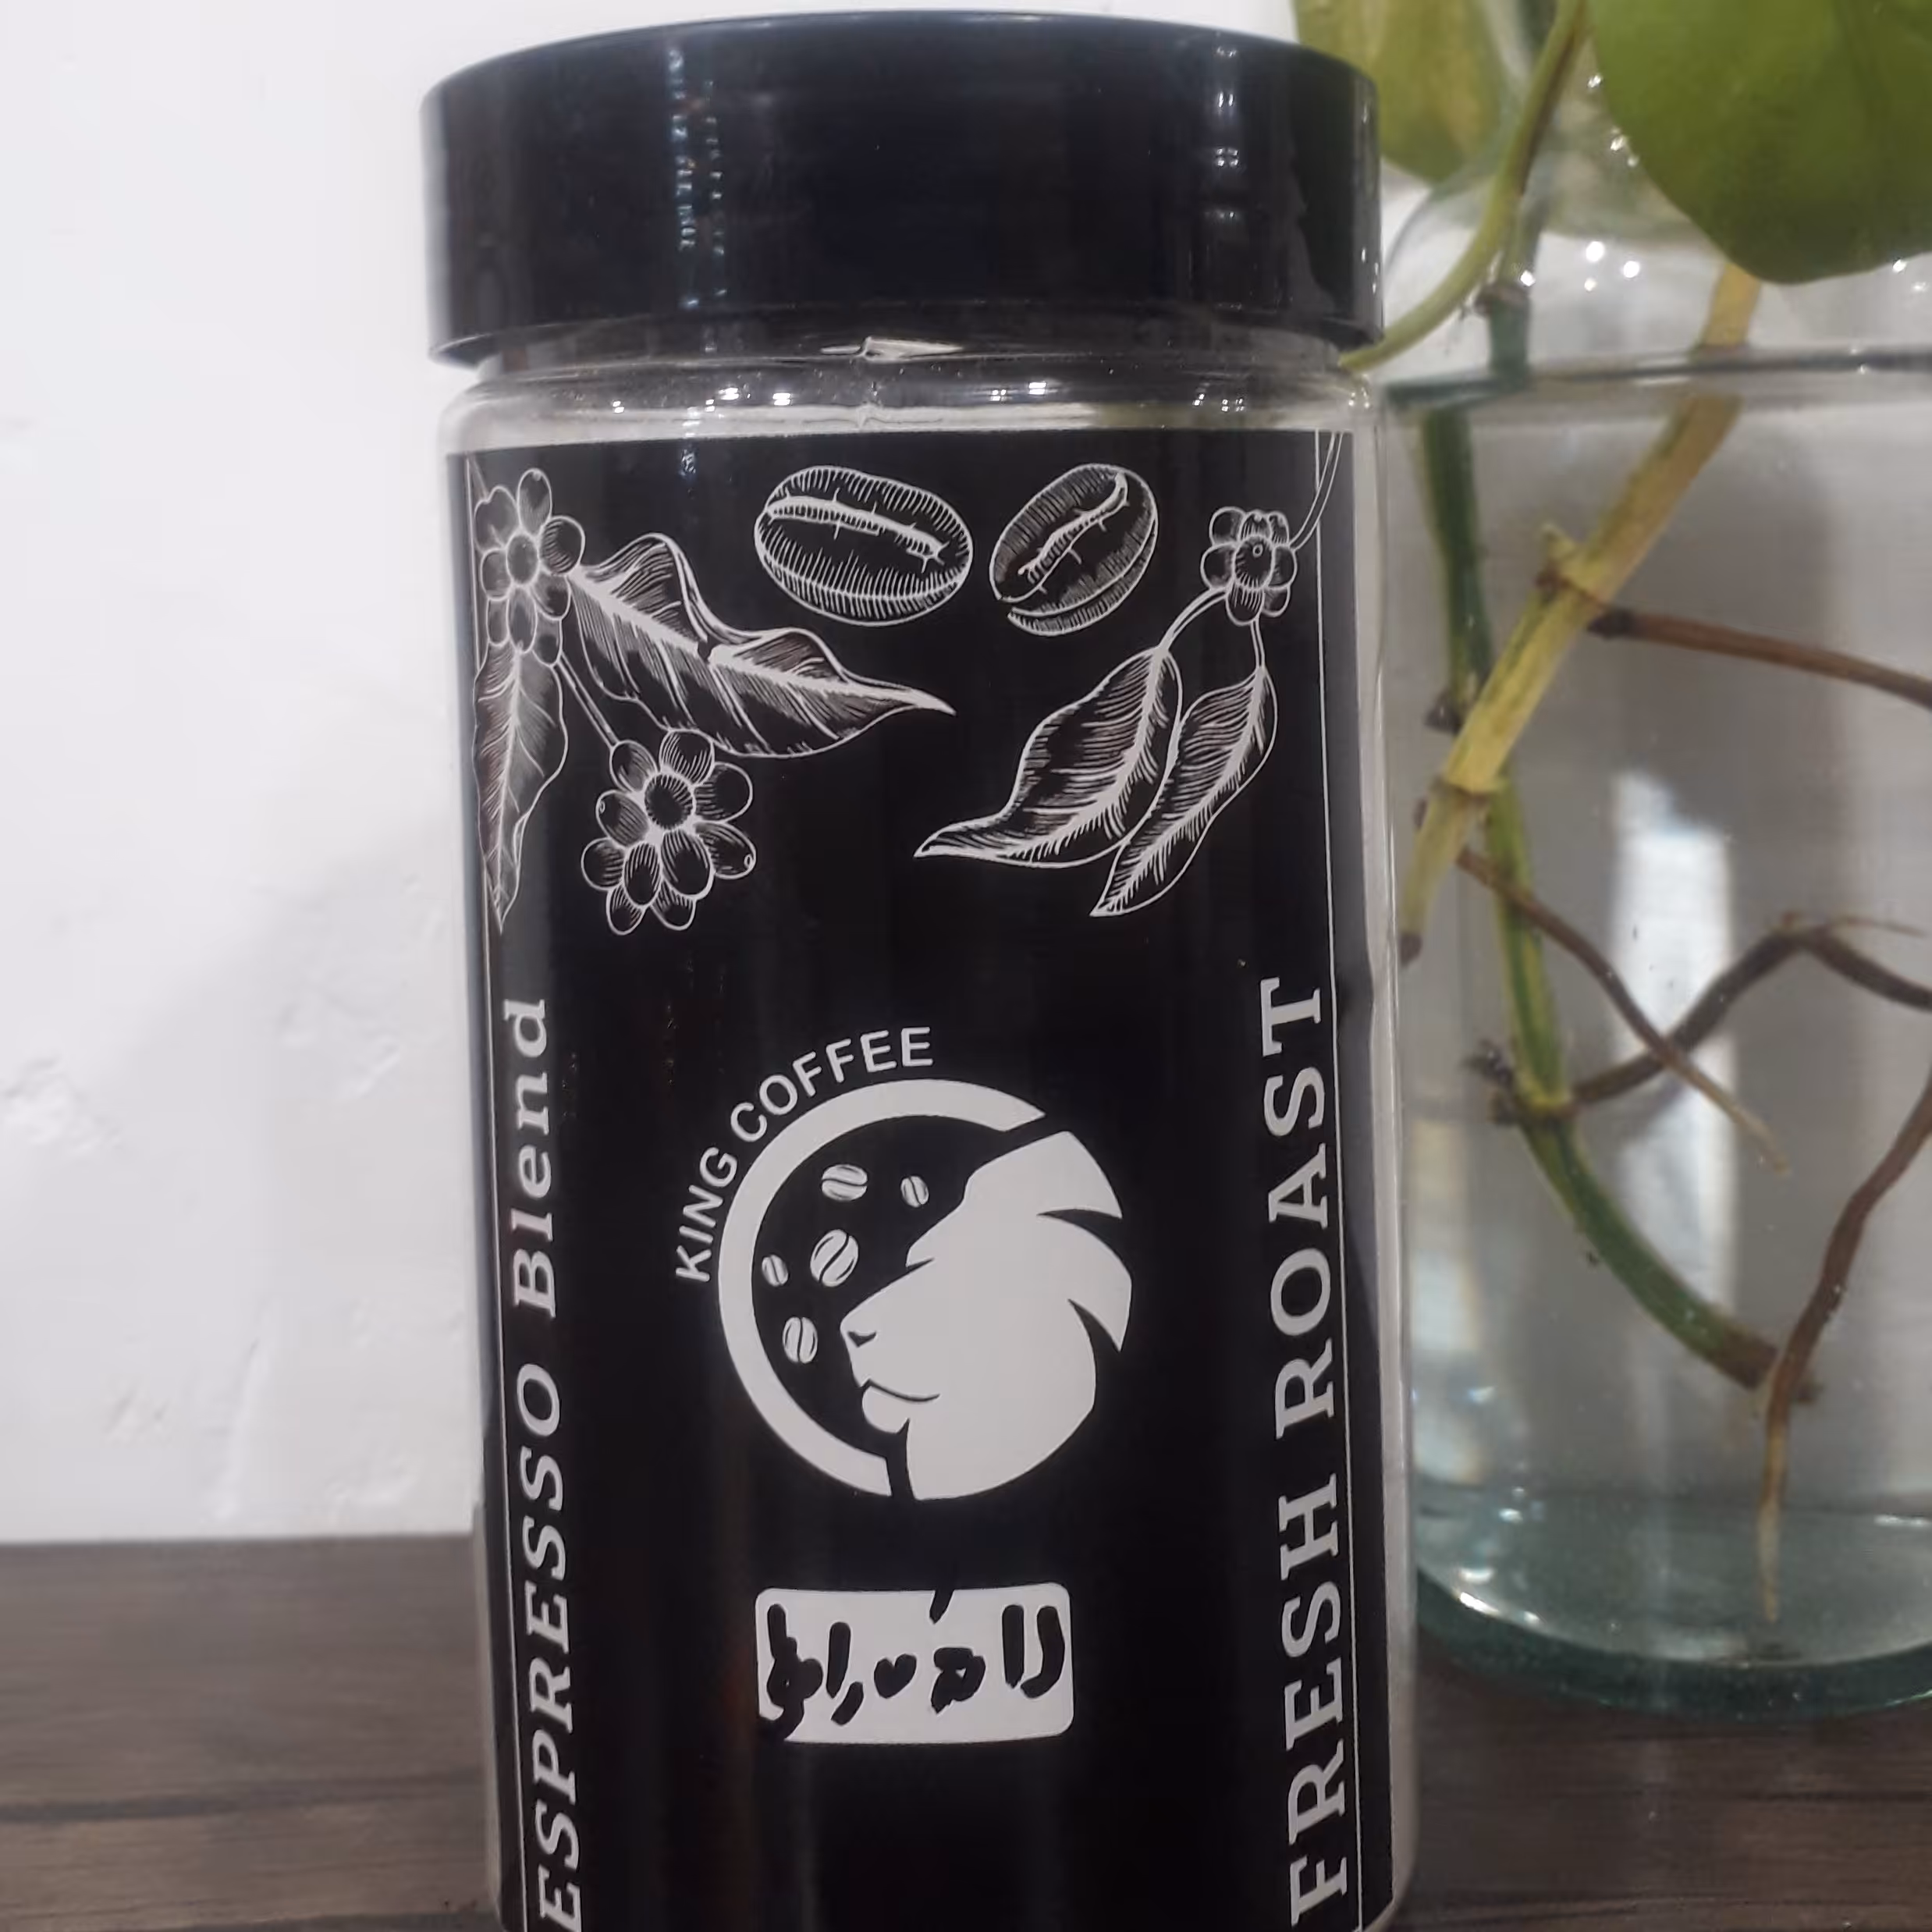 KING COFFEE
ESPRESSO Blend
FRESH ROAST